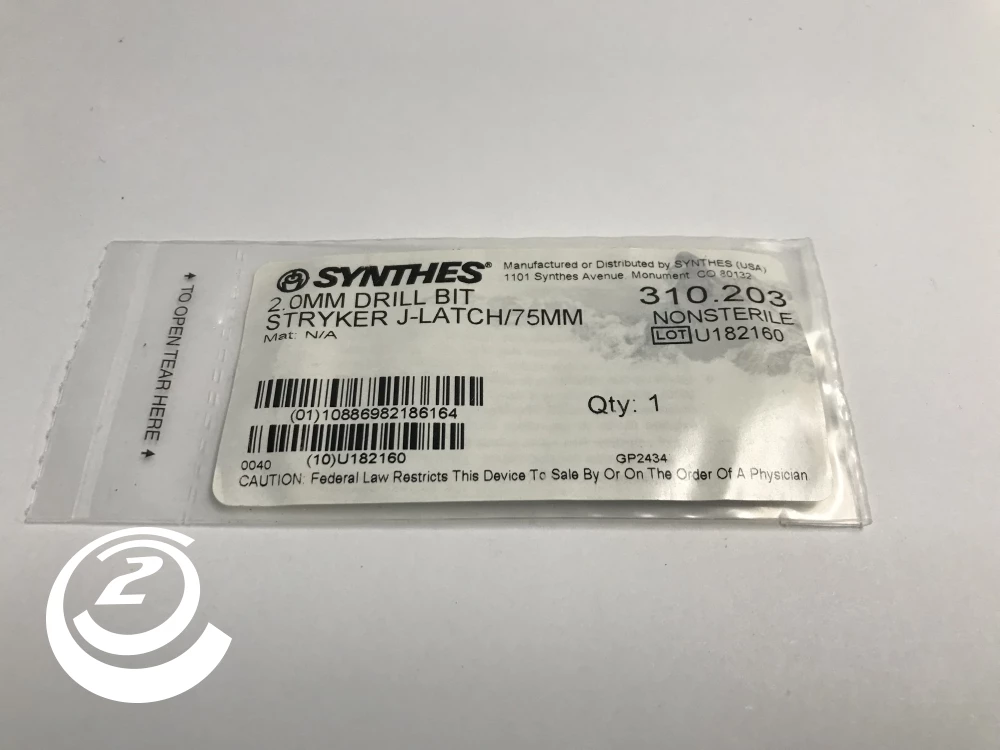 SYNTHES®
Manufactured or Distributed by SYNTHES (USA)
1101 Synthes Avenue, Monument, CO 80132
2.0MM DRILL BIT
STRYKER J-LATCH/75MM
Mat: N/A
310.203
NONSTERILE
LOT U182160
(01)10886982186164
Qty: 1
(10)U182160
0040
GP2434
CAUTION: Federal Law Restricts This Device To Sale By Or On The Order Of A Physician
TO OPEN TEAR HERE
2